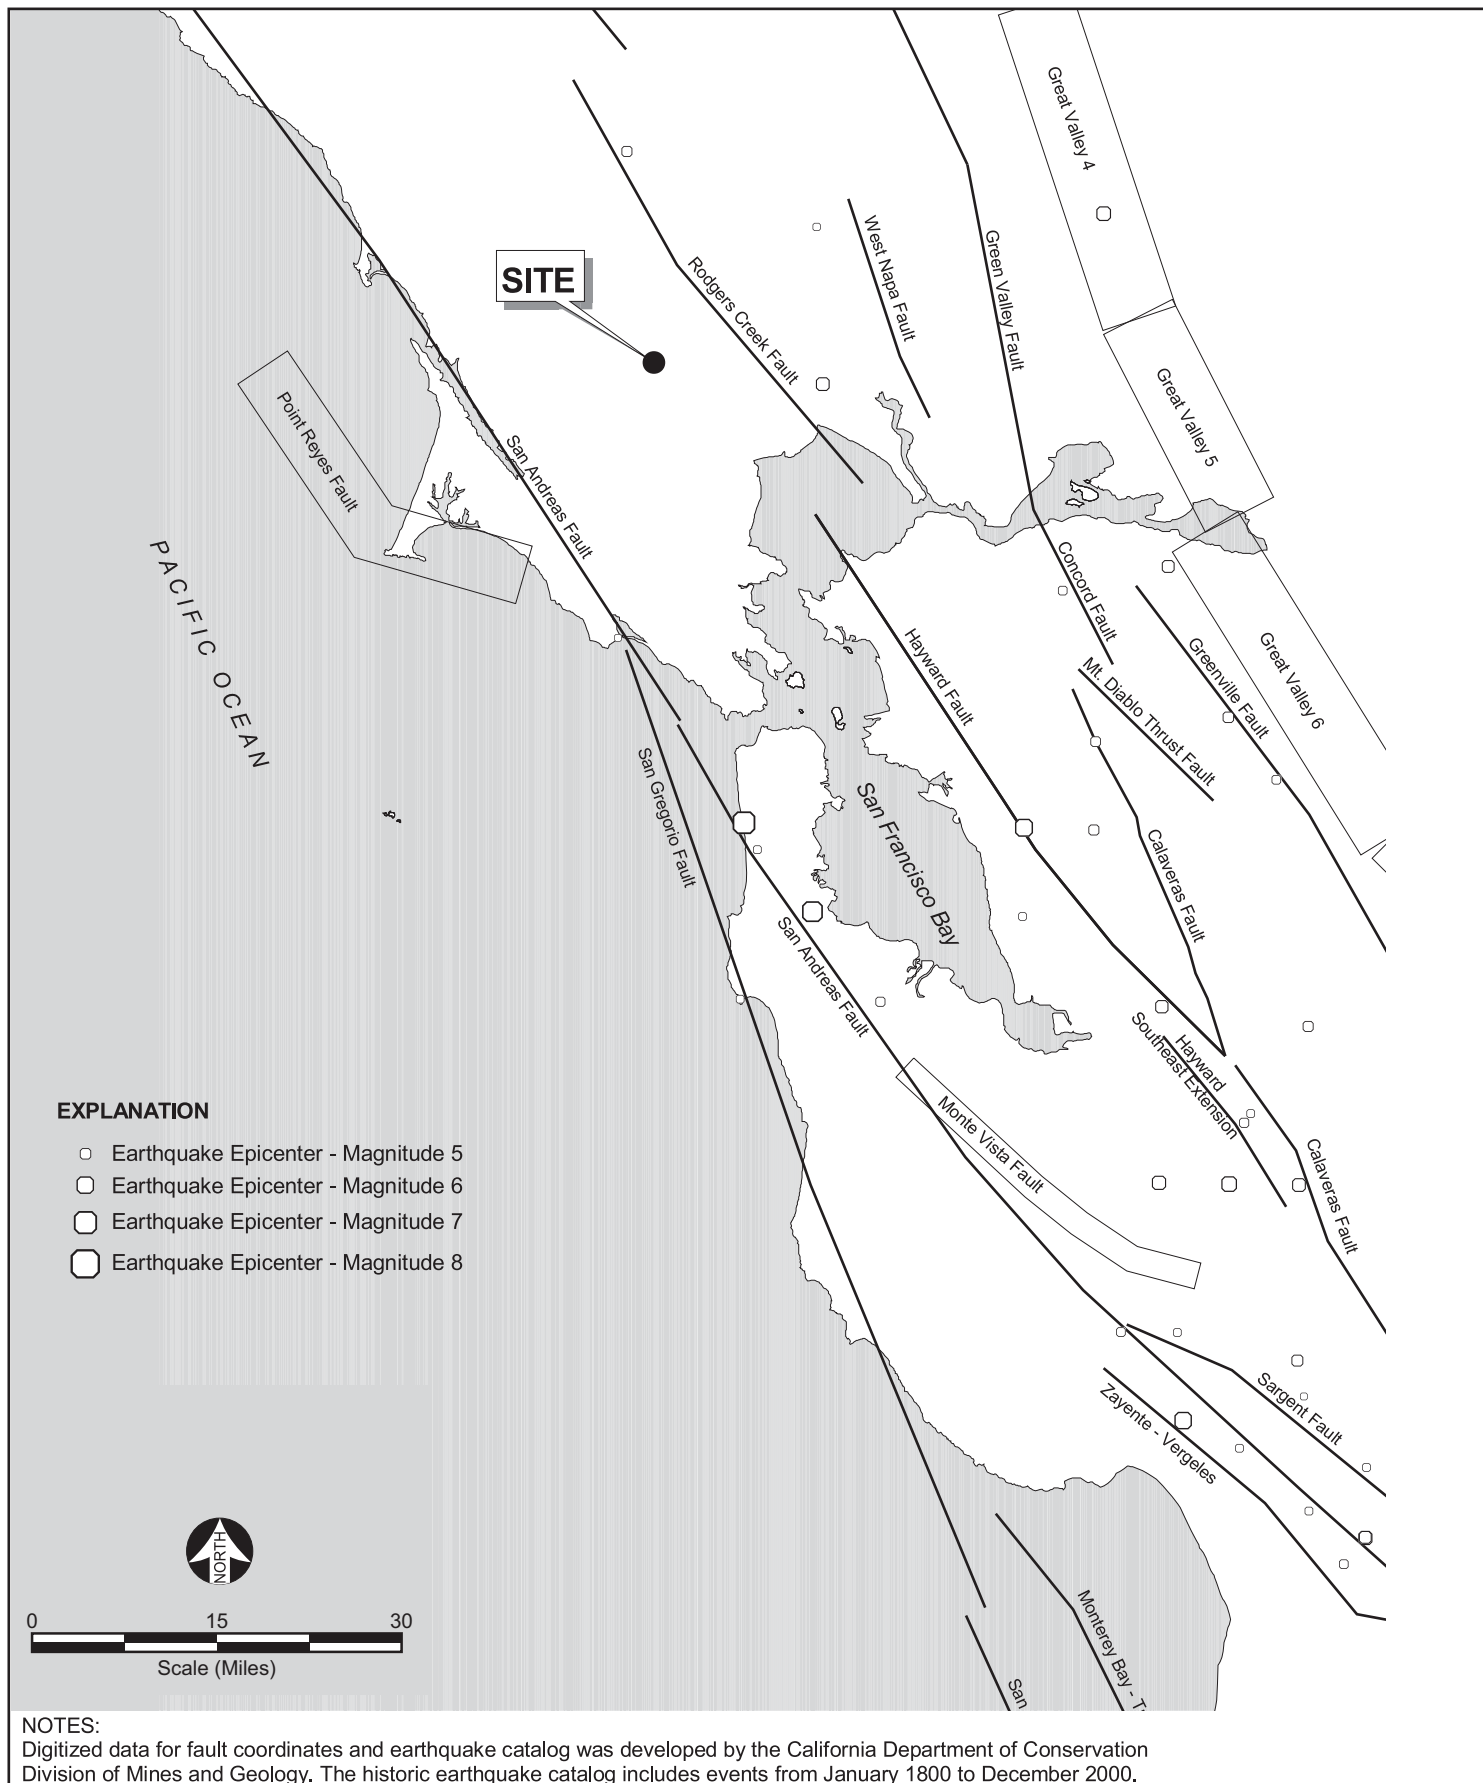 Great Valley 4
SITE
West Napa Fault
Green Valley Fault
Rodgers Creek Fault
Great Valley 5
Point Reyes Fault
San Andreas Fault
PACIFIC OCEAN
Concord Fault
Hayward Fault
Greenville Fault
Great Valley 6
Mt. Diablo Thrust Fault
San Gregorio Fault
San Francisco Bay
Calaveras Fault
San Andreas Fault
Hayward
Southeast Extension
Monte Vista Fault
Calaveras Fault
EXPLANATION
Earthquake Epicenter - Magnitude 5
Earthquake Epicenter - Magnitude 6
Earthquake Epicenter - Magnitude 7
Earthquake Epicenter - Magnitude 8
Sargent Fault
Zayente - Vergeles
NORTH
0 15 30
Scale (Miles)
Monterey Bay - T
San
NOTES:
Digitized data for fault coordinates and earthquake catalog was developed by the California Department of Conservation
Division of Mines and Geology. The historic earthquake catalog includes events from January 1800 to December 2000.